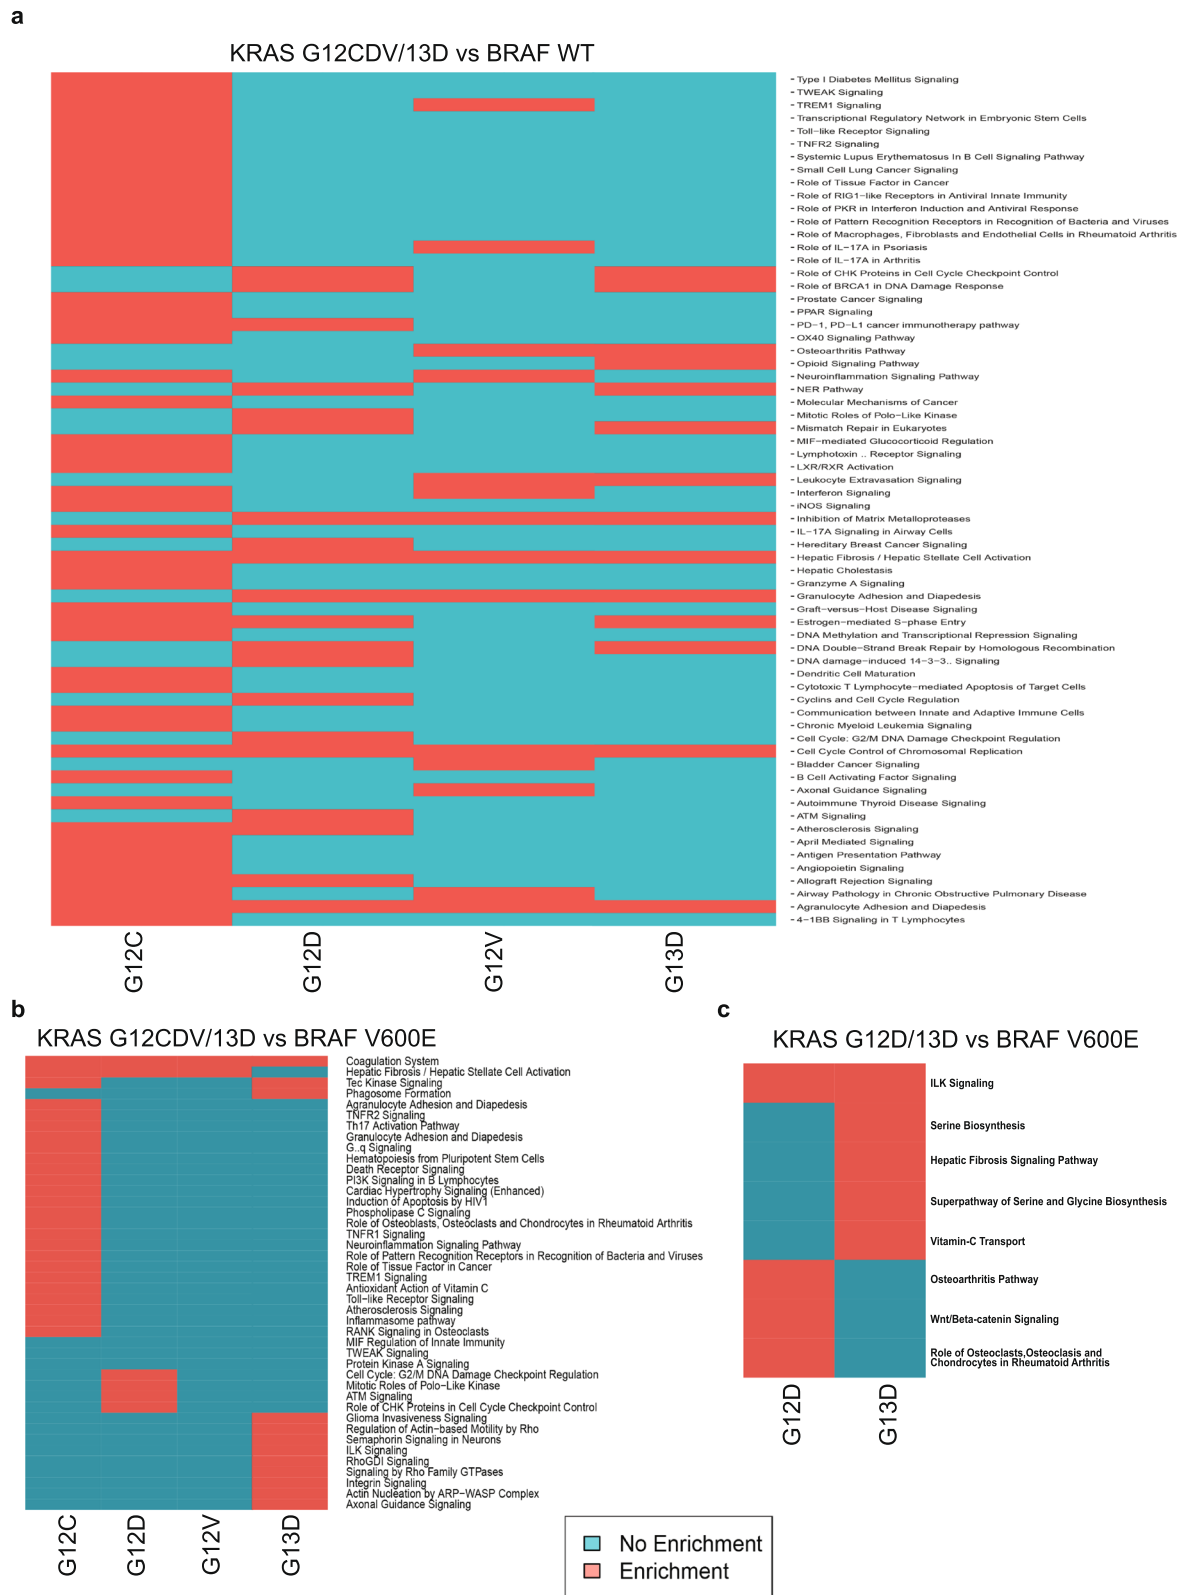 a
KRAS G12CDV/13D vs BRAF WT
Type I Diabetes Mellitus Signaling
TWEAK Signaling
TREM1 Signaling
Transcriptional Regulatory Network in Embryonic Stem Cells
Toll-like Receptor Signaling
TNFR2 Signaling
Systemic Lupus Erythematosus In B Cell Signaling Pathway
Small Cell Lung Cancer Signaling
Role of Tissue Factor in Cancer
Role of RIG1-like Receptors in Antiviral Innate Immunity
Role of PKR in Interferon Induction and Antiviral Response
Role of Pattern Recognition Receptors in Recognition of Bacteria and Viruses
Role of Macrophages, Fibroblasts and Endothelial Cells in Rheumatoid Arthritis
Role of IL-17A in Psoriasis
Role of IL-17A in Arthritis
Role of CHK Proteins in Cell Cycle Checkpoint Control
Role of BRCA1 in DNA Damage Response
Prostate Cancer Signaling
PPAR Signaling
PD-1, PD-L1 cancer immunotherapy pathway
OX40 Signaling Pathway
Osteoarthritis Pathway
Opioid Signaling Pathway
Neuroinflammation Signaling Pathway
NER Pathway
Molecular Mechanisms of Cancer
Mitotic Roles of Polo-Like Kinase
Mismatch Repair in Eukaryotes
MIF-mediated Glucocorticoid Regulation
Lymphotoxin .. Receptor Signaling
LXR/RXR Activation
Leukocyte Extravasation Signaling
Interferon Signaling
iNOS Signaling
Inhibition of Matrix Metalloproteases
IL-17A Signaling in Airway Cells
Hereditary Breast Cancer Signaling
Hepatic Fibrosis / Hepatic Stellate Cell Activation
Hepatic Cholestasis
Granzyme A Signaling
Granulocyte Adhesion and Diapedesis
Graft-versus-Host Disease Signaling
Estrogen-mediated S-phase Entry
DNA Methylation and Transcriptional Repression Signaling
DNA Double-Strand Break Repair by Homologous Recombination
DNA damage-induced 14-3-3.. Signaling
Dendritic Cell Maturation
Cytotoxic T Lymphocyte-mediated Apoptosis of Target Cells
Cyclins and Cell Cycle Regulation
Communication between Innate and Adaptive Immune Cells
Chronic Myeloid Leukemia Signaling
Cell Cycle: G2/M DNA Damage Checkpoint Regulation
Cell Cycle Control of Chromosomal Replication
Bladder Cancer Signaling
B Cell Activating Factor Signaling
Axonal Guidance Signaling
Autoimmune Thyroid Disease Signaling
ATM Signaling
Atherosclerosis Signaling
April Mediated Signaling
Antigen Presentation Pathway
Angiopoietin Signaling
Allograft Rejection Signaling
Airway Pathology in Chronic Obstructive Pulmonary Disease
Agranulocyte Adhesion and Diapedesis
4-1BB Signaling in T Lymphocytes
G12C
G12D
G12V
G13D
b
KRAS G12CDV/13D vs BRAF V600E
Coagulation System
Hepatic Fibrosis / Hepatic Stellate Cell Activation
Tec Kinase Signaling
Phagosome Formation
Agranulocyte Adhesion and Diapedesis
TNFR2 Signaling
Th17 Activation Pathway
Granulocyte Adhesion and Diapedesis
G..q Signaling
Hematopoiesis from Pluripotent Stem Cells
Death Receptor Signaling
PI3K Signaling in B Lymphocytes
Cardiac Hypertrophy Signaling (Enhanced)
Induction of Apoptosis by HIV1
Phospholipase C Signaling
Role of Osteoblasts, Osteoclasts and Chondrocytes in Rheumatoid Arthritis
TNFR1 Signaling
Neuroinflammation Signaling Pathway
Role of Pattern Recognition Receptors in Recognition of Bacteria and Viruses
Role of Tissue Factor in Cancer
TREM1 Signaling
Antioxidant Action of Vitamin C
Toll-like Receptor Signaling
Atherosclerosis Signaling
Inflammasome pathway
RANK Signaling in Osteoclasts
MIF Regulation of Innate Immunity
TWEAK Signaling
Protein Kinase A Signaling
Cell Cycle: G2/M DNA Damage Checkpoint Regulation
Mitotic Roles of Polo-Like Kinase
ATM Signaling
Role of CHK Proteins in Cell Cycle Checkpoint Control
Glioma Invasiveness Signaling
Regulation of Actin-based Motility by Rho
Semaphorin Signaling in Neurons
ILK Signaling
RhoGDI Signaling
Signaling by Rho Family GTPases
Integrin Signaling
Actin Nucleation by ARP-WASP Complex
Axonal Guidance Signaling
G12C
G12D
G12V
G13D
c
KRAS G12D/13D vs BRAF V600E
ILK Signaling
Serine Biosynthesis
Hepatic Fibrosis Signaling Pathway
Superpathway of Serine and Glycine Biosynthesis
Vitamin-C Transport
Osteoarthritis Pathway
Wnt/Beta-catenin Signaling
Role of Osteoclasts,Osteoclasis and
Chondrocytes in Rheumatoid Arthritis
G12D
G13D
No Enrichment
Enrichment